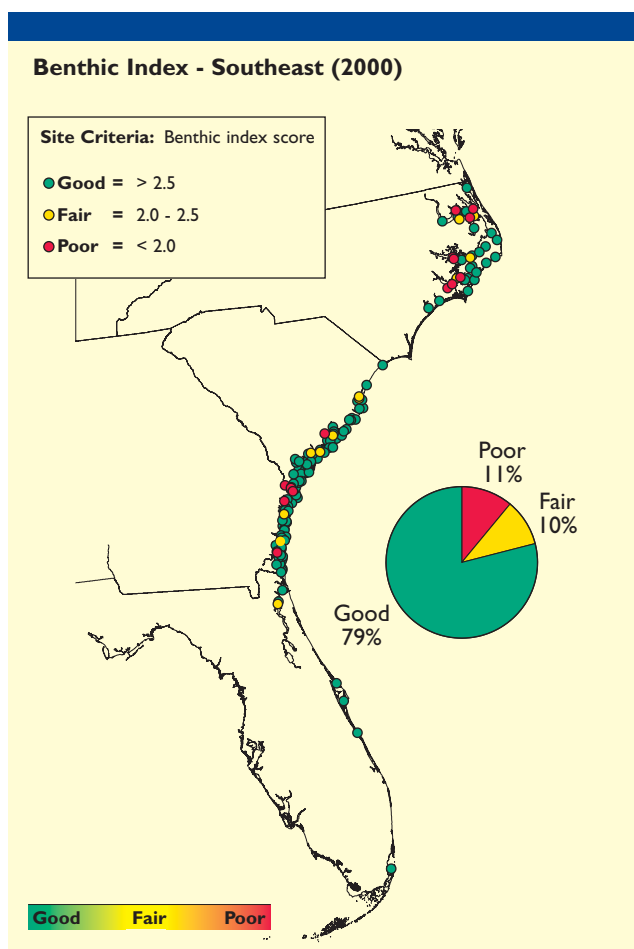 Benthic Index - Southeast (2000)
Site Criteria: Benthic index score
Good = > 2.5
Fair = 2.0 - 2.5
Poor = < 2.0
Poor
11%
Fair
10%
Good
79%
Good Fair Poor